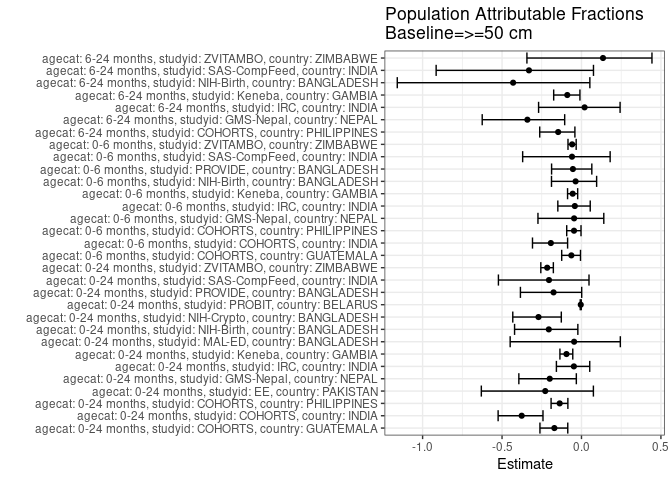 Population Attributable Fractions
Baseline=>=50 cm
agecat: 6-24 months, studyid: ZVITAMBO, country: ZIMBABWE
agecat: 6-24 months, studyid: SAS-CompFeed, country: INDIA
agecat: 6-24 months, studyid: NIH-Birth, country: BANGLADESH
agecat: 6-24 months, studyid: Keneba, country: GAMBIA
agecat: 6-24 months, studyid: IRC, country: INDIA
agecat: 6-24 months, studyid: GMS-Nepal, country: NEPAL
agecat: 6-24 months, studyid: COHORTS, country: PHILIPPINES
agecat: 0-6 months, studyid: ZVITAMBO, country: ZIMBABWE
agecat: 0-6 months, studyid: SAS-CompFeed, country: INDIA
agecat: 0-6 months, studyid: PROVIDE, country: BANGLADESH
agecat: 0-6 months, studyid: NIH-Birth, country: BANGLADESH
agecat: 0-6 months, studyid: Keneba, country: GAMBIA
agecat: 0-6 months, studyid: IRC, country: INDIA
agecat: 0-6 months, studyid: GMS-Nepal, country: NEPAL
agecat: 0-6 months, studyid: COHORTS, country: PHILIPPINES
agecat: 0-6 months, studyid: COHORTS, country: INDIA
agecat: 0-6 months, studyid: COHORTS, country: GUATEMALA
agecat: 0-24 months, studyid: ZVITAMBO, country: ZIMBABWE
agecat: 0-24 months, studyid: SAS-CompFeed, country: INDIA
agecat: 0-24 months, studyid: PROVIDE, country: BANGLADESH
agecat: 0-24 months, studyid: PROBIT, country: BELARUS
agecat: 0-24 months, studyid: NIH-Crypto, country: BANGLADESH
agecat: 0-24 months, studyid: NIH-Birth, country: BANGLADESH
agecat: 0-24 months, studyid: MAL-ED, country: BANGLADESH
agecat: 0-24 months, studyid: Keneba, country: GAMBIA
agecat: 0-24 months, studyid: IRC, country: INDIA
agecat: 0-24 months, studyid: GMS-Nepal, country: NEPAL
agecat: 0-24 months, studyid: EE, country: PAKISTAN
agecat: 0-24 months, studyid: COHORTS, country: PHILIPPINES
agecat: 0-24 months, studyid: COHORTS, country: INDIA
agecat: 0-24 months, studyid: COHORTS, country: GUATEMALA
-1.0 -0.5 0.0 0.5
Estimate